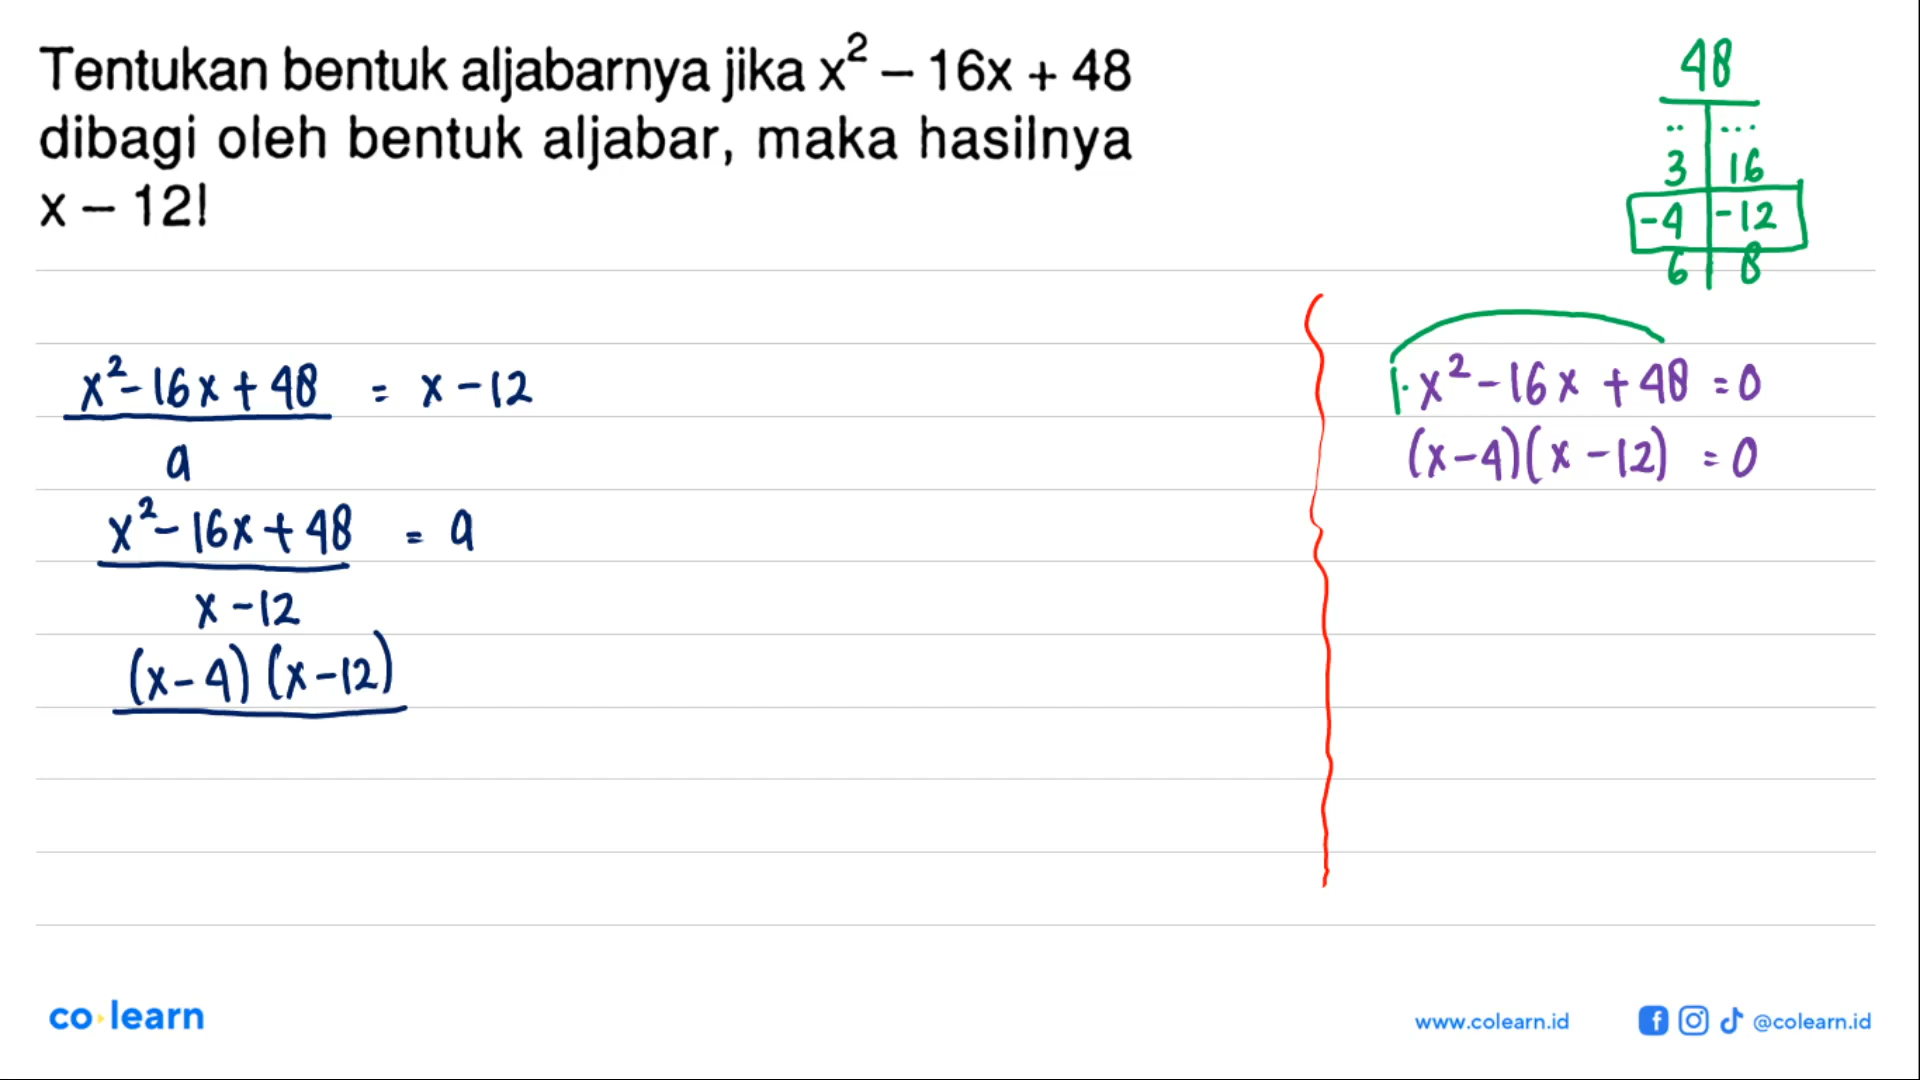 Tentukan bentuk aljabarnya jika x² – 16x + 48
dibagi oleh bentuk aljabar, maka hasilnya
x – 12!
48
.. ...
3 16
-4 -12
6 8
x² - 16x + 48 = x - 12
a
x² - 16x + 48 = a
x - 12
(x - 4) (x - 12)
1. x² - 16x + 48 = 0
(x - 4)(x - 12) = 0
co learn
www.colearn.id
@colearn.id